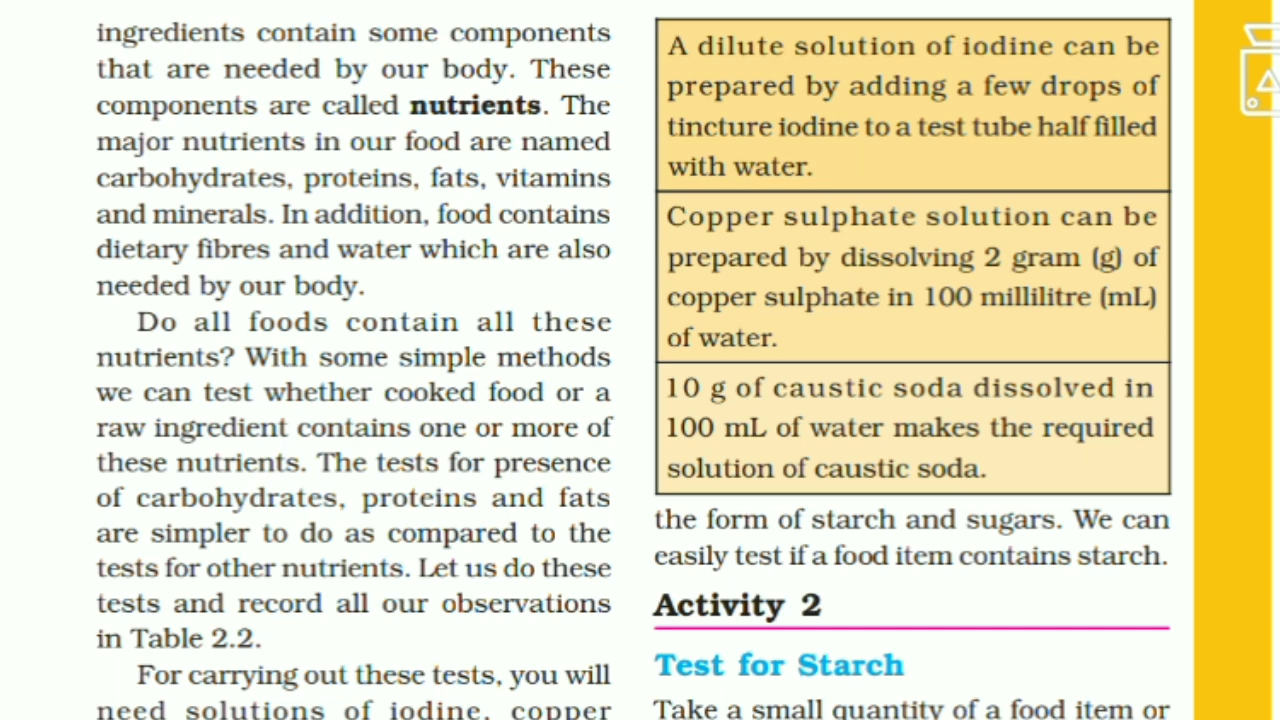 ingredients contain some components
that are needed by our body. These
components are called nutrients. The
major nutrients in our food are named
carbohydrates, proteins, fats, vitamins
and minerals. In addition, food contains
dietary fibres and water which are also
needed by our body.
Do all foods contain all these
nutrients? With some simple methods
we can test whether cooked food or a
raw ingredient contains one or more of
these nutrients. The tests for presence
of carbohydrates, proteins and fats
are simpler to do as compared to the
tests for other nutrients. Let us do these
tests and record all our observations
in Table 2.2.
For carrying out these tests, you will
need solutions of iodine, copper
A dilute solution of iodine can be
prepared by adding a few drops of
tincture iodine to a test tube half filled
with water.
Copper sulphate solution can be
prepared by dissolving 2 gram (g) of
copper sulphate in 100 millilitre (mL)
of water.
10 g of caustic soda dissolved in
100 mL of water makes the required
solution of caustic soda.
the form of starch and sugars. We can
easily test if a food item contains starch.
Activity 2
Test for Starch
Take a small quantity of a food item or